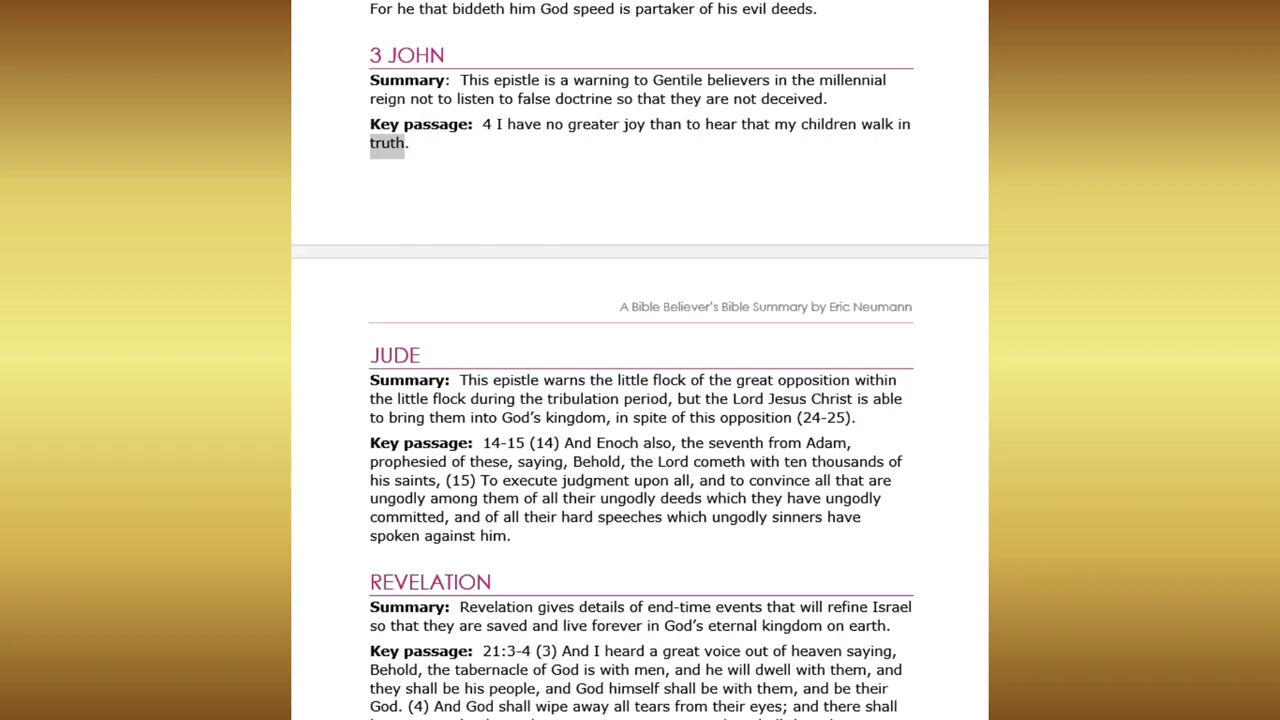 For he that biddeth him God speed is partaker of his evil deeds.
3 JOHN
Summary: This epistle is a warning to Gentile believers in the millennial
reign not to listen to false doctrine so that they are not deceived.
Key passage: 4 I have no greater joy than to hear that my children walk in
truth.
A Bible Believer's Bible Summary by Eric Neumann
JUDE
Summary: This epistle warns the little flock of the great opposition within
the little flock during the tribulation period, but the Lord Jesus Christ is able
to bring them into God's kingdom, in spite of this opposition (24-25).
Key passage: 14-15 (14) And Enoch also, the seventh from Adam,
prophesied of these, saying, Behold, the Lord cometh with ten thousands of
his saints, (15) To execute judgment upon all, and to convince all that are
ungodly among them of all their ungodly deeds which they have ungodly
committed, and of all their hard speeches which ungodly sinners have
spoken against him.
REVELATION
Summary: Revelation gives details of end-time events that will refine Israel
so that they are saved and live forever in God's eternal kingdom on earth.
Key passage: 21:3-4 (3) And I heard a great voice out of heaven saying,
Behold, the tabernacle of God is with men, and he will dwell with them, and
they shall be his people, and God himself shall be with them, and be their
God. (4) And God shall wipe away all tears from their eyes; and there shall